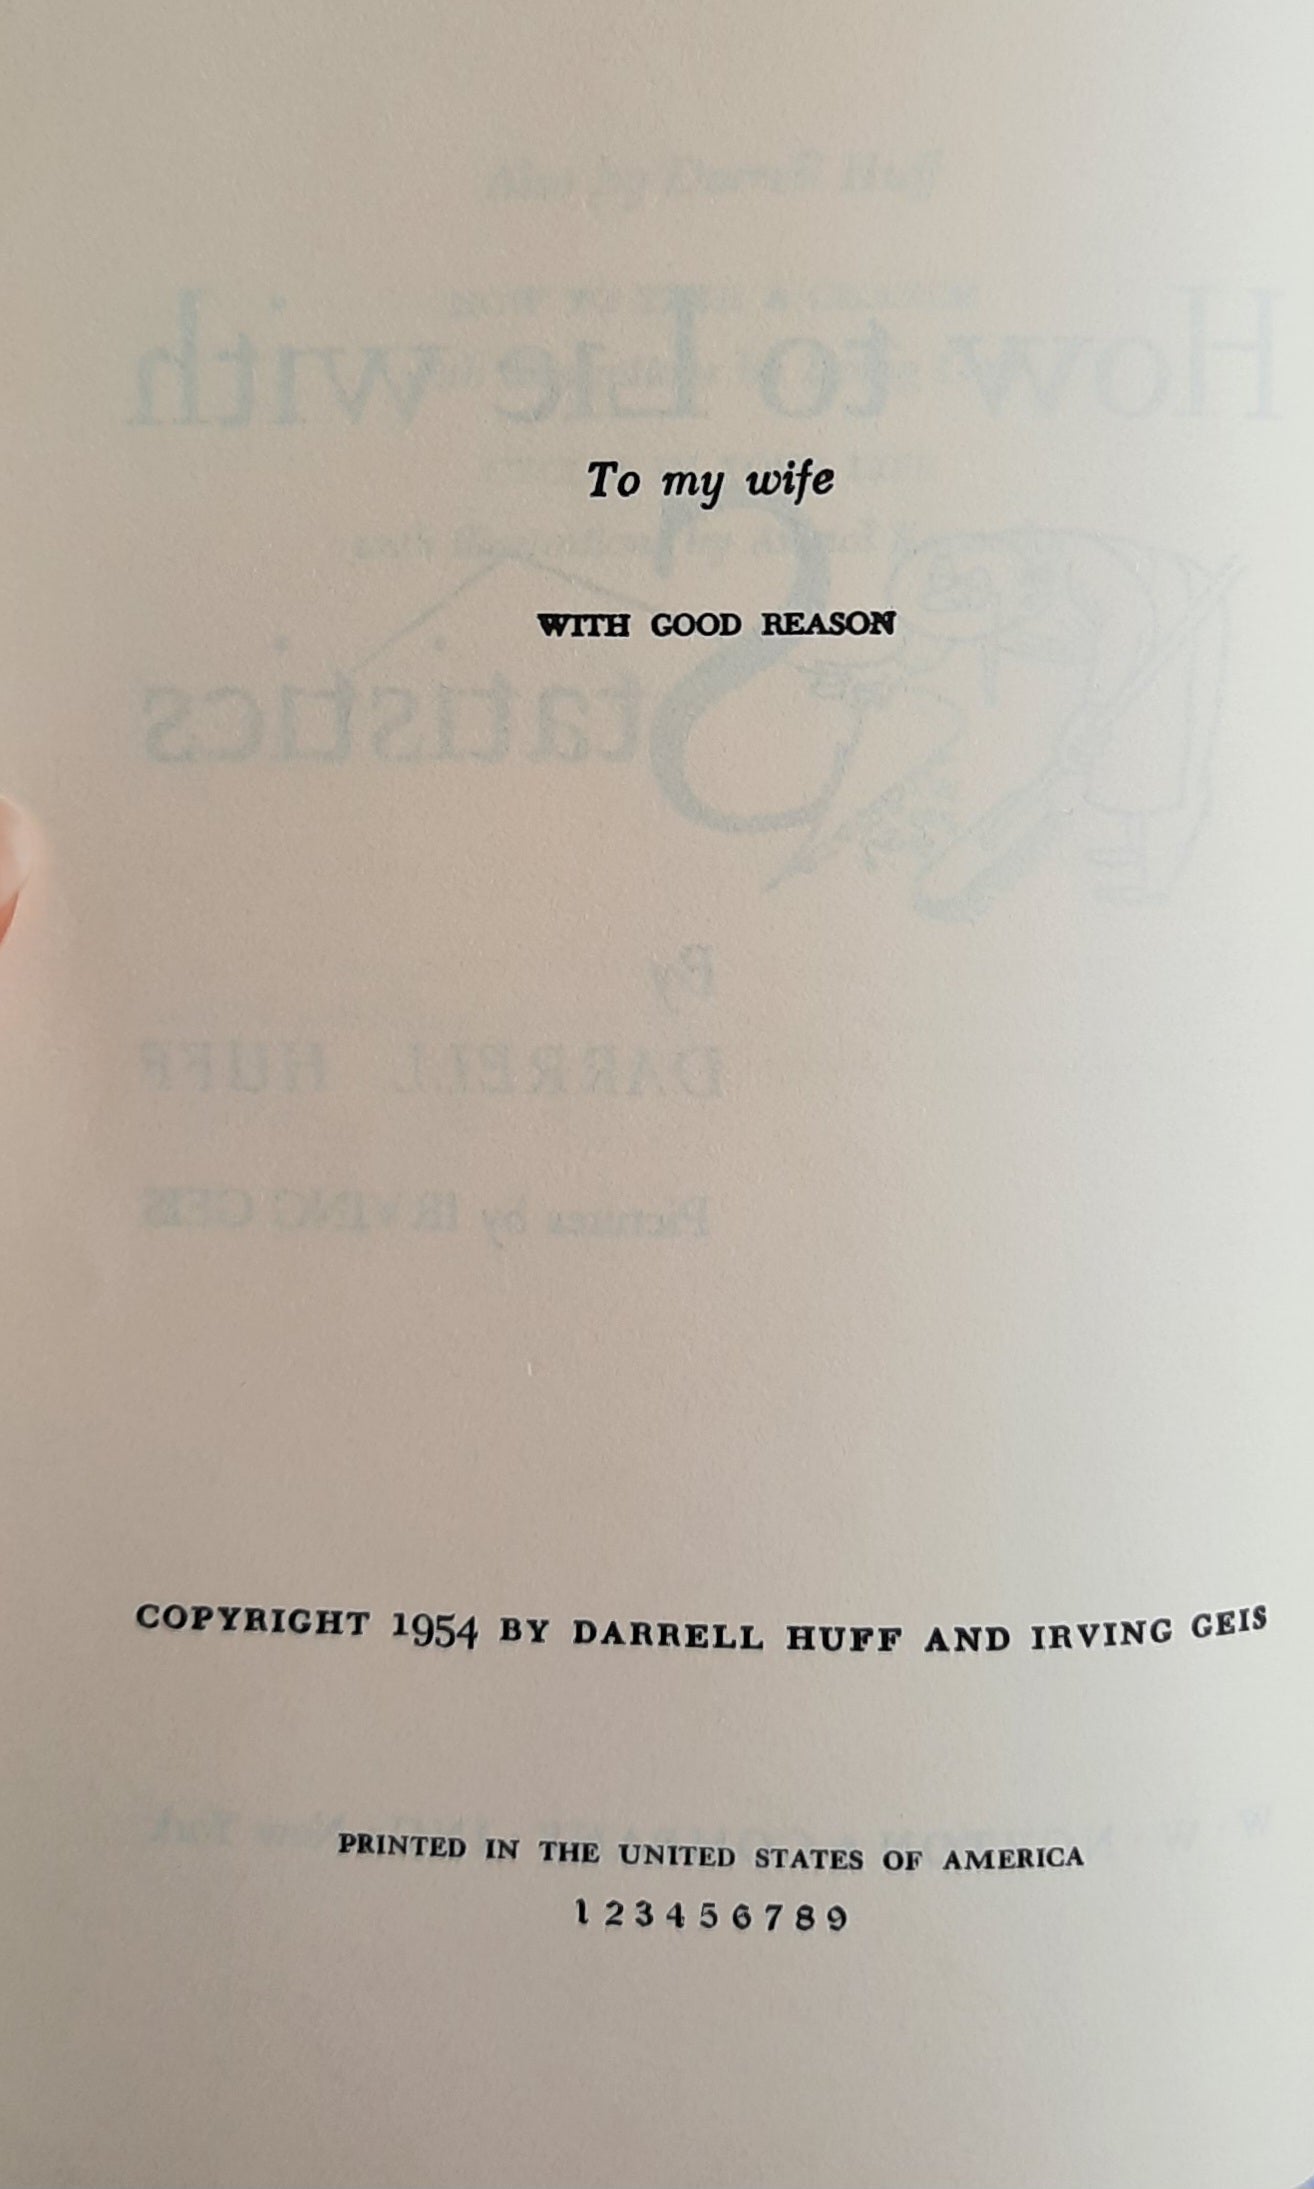 To my wife
WITH GOOD REASON
COPYRIGHT 1954 BY DARRELL HUFF AND IRVING GEIS
PRINTED IN THE UNITED STATES OF AMERICA
1 2 3 4 5 6 7 8 9